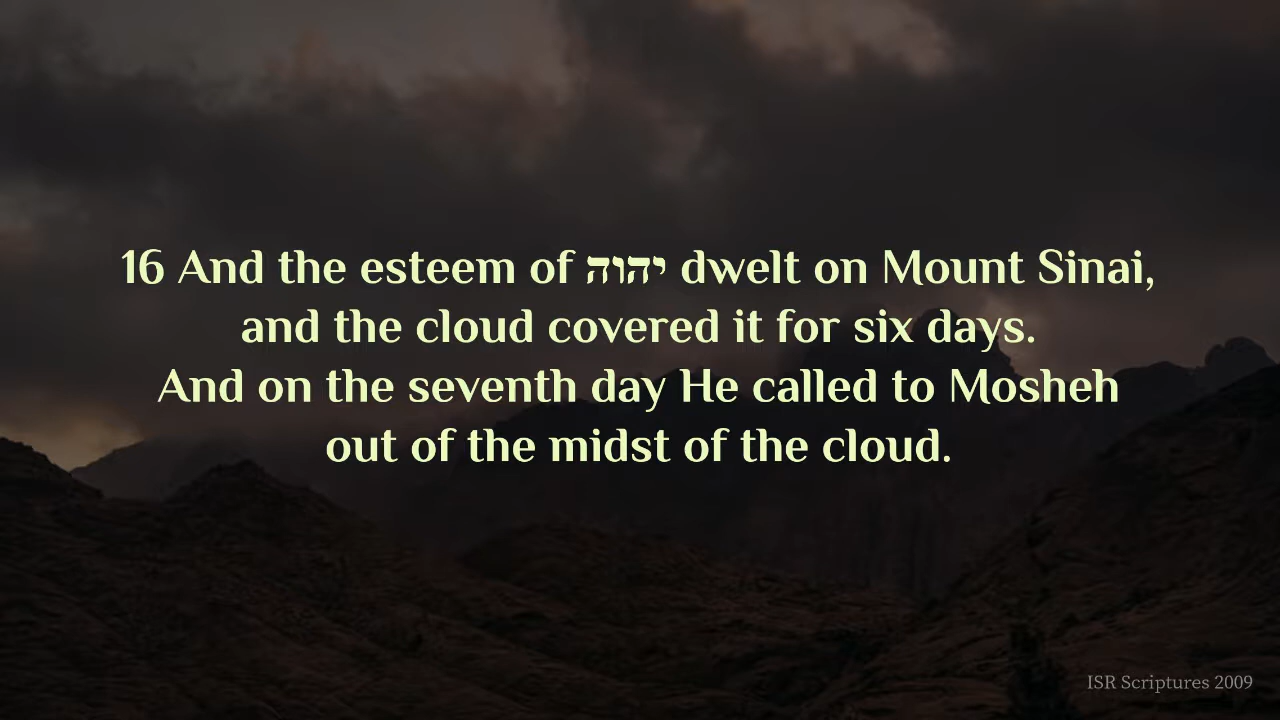 16 And the esteem of יהוה dwelt on Mount Sinai,
and the cloud covered it for six days.
And on the seventh day He called to Mosheh
out of the midst of the cloud.
ISR Scriptures 2009